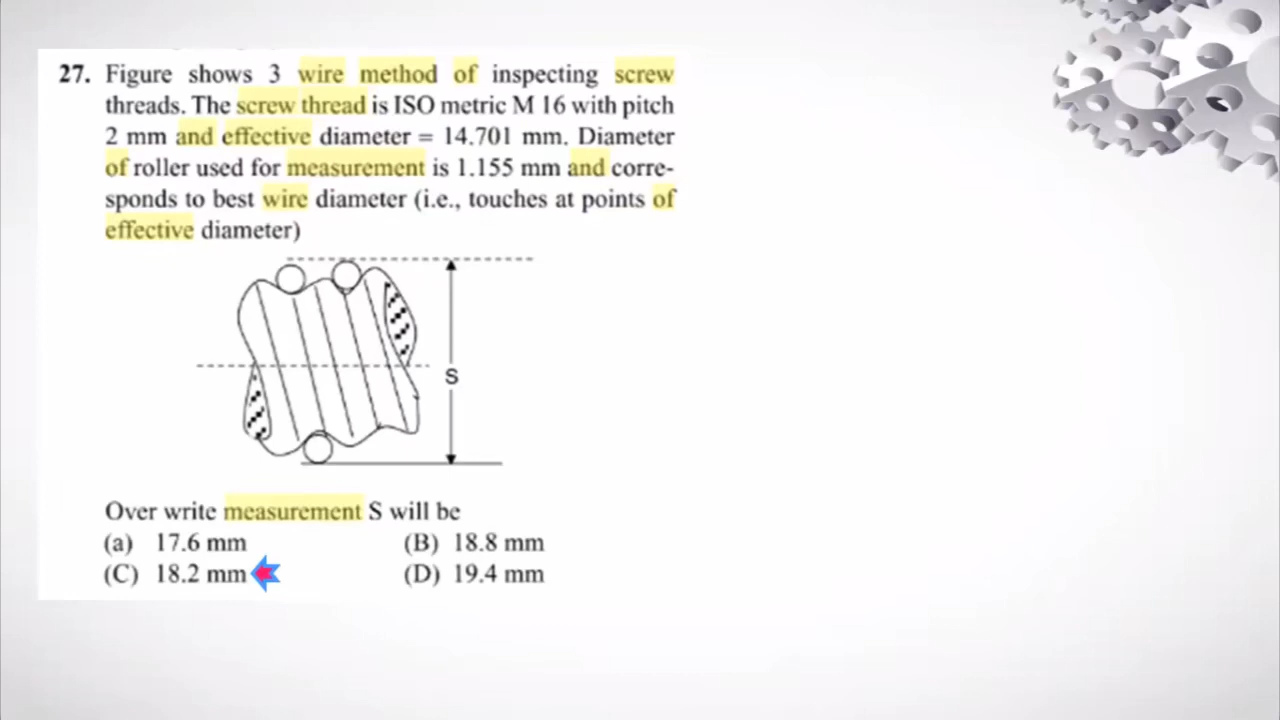 27. Figure shows 3 wire method of inspecting screw
threads. The screw thread is ISO metric M 16 with pitch
2 mm and effective diameter = 14.701 mm. Diameter
of roller used for measurement is 1.155 mm and corre-
sponds to best wire diameter (i.e., touches at points of
effective diameter)
S
Over write measurement S will be
(a) 17.6 mm (B) 18.8 mm
(C) 18.2 mm (D) 19.4 mm